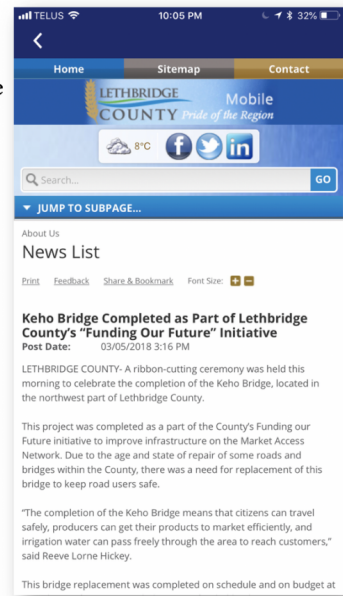 TELUS 10:05 PM 32%
Home Sitemap Contact
LETHBRIDGE
COUNTY Pride of the Region
Mobile
8°C
Search... GO
JUMP TO SUBPAGE...
About Us
News List
Print Feedback Share & Bookmark Font Size:
Keho Bridge Completed as Part of Lethbridge
County's “Funding Our Future” Initiative
Post Date: 03/05/2018 3:16 PM
LETHBRIDGE COUNTY- A ribbon-cutting ceremony was held this
morning to celebrate the completion of the Keho Bridge, located in
the northwest part of Lethbridge County.
This project was completed as a part of the County's Funding our
Future initiative to improve infrastructure on the Market Access
Network. Due to the age and state of repair of some roads and
bridges within the County, there was a need for replacement of this
bridge to keep road users safe.
“The completion of the Keho Bridge means that citizens can travel
safely, producers can get their products to market efficiently, and
irrigation water can pass freely through the area to reach customers,”
said Reeve Lorne Hickey.
This bridge replacement was completed on schedule and on budget at